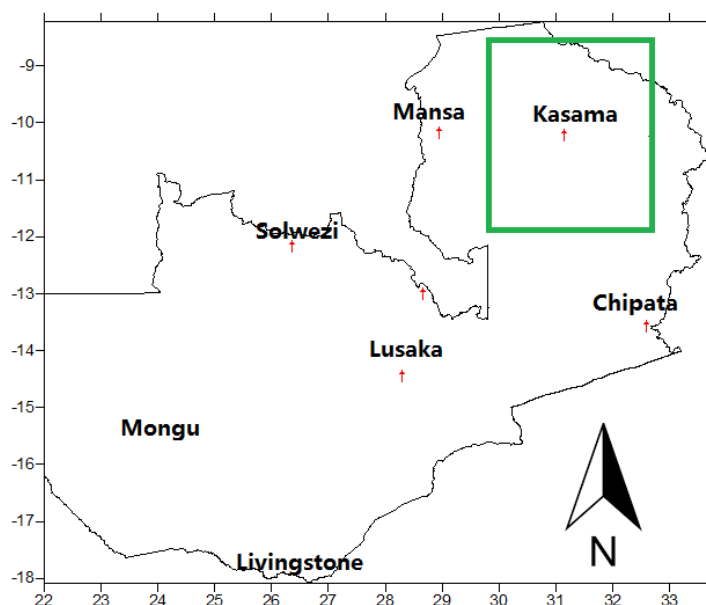 -9
Mansa
Kasama
-10
-11
Solwezi
-12
-13
Chipata
Lusaka
-14
-15
Mongu
-16
-17
N
Livingstone
-18
22 23 24 25 26 27 28 29 30 31 32 33